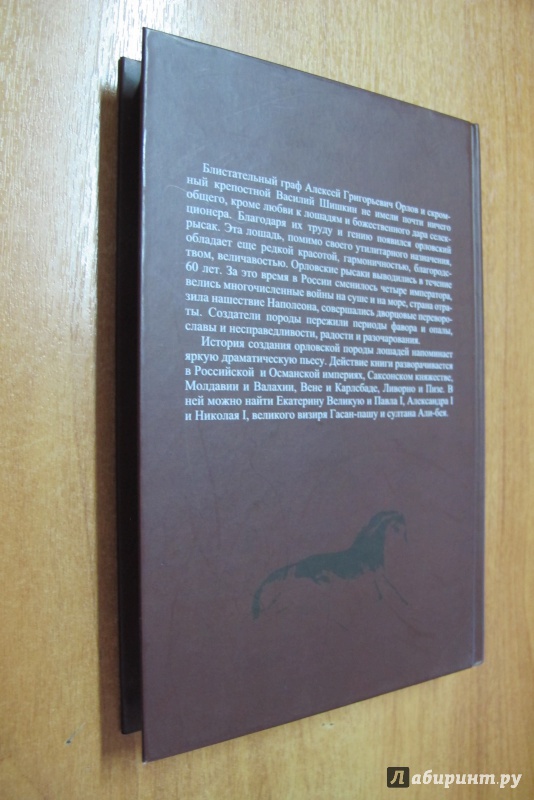 Блистательный граф Алексей Григорьевич Орлов и скром-
ный крепостной Василий Шишкин не имели почти ничего
общего, кроме любви к лошадям и божественного дара селек-
ционера. Благодаря их труду и гению появился орловский
рысак. Эта лошадь, помимо своего утилитарного назначения,
обладает еще редкой красотой, гармоничностью, благородс-
твом, величавостью. Орловские рысаки выводились в течение
60 лет. За это время в России сменилось четыре императора,
велись многочисленные войны на суше и на море, страна отра-
зила нашествие Наполеона, совершались дворцовые переворо-
ты. Создатели породы пережили периоды фавора и опалы,
славы и несправедливости, радости и разочарования.
История создания орловской породы лошадей напоминает
яркую драматическую пьесу. Действие книги разворачивается
в Российской и Османской империях, Саксонском княжестве,
Молдавии и Валахии, Вене и Карлсбаде, Ливорно и Пизе. В
ней можно найти Екатерину Великую и Павла I, Александра I
и Николая I, великого визиря Гасан-пашу и султана Али-бея.
Лабиринт.ру